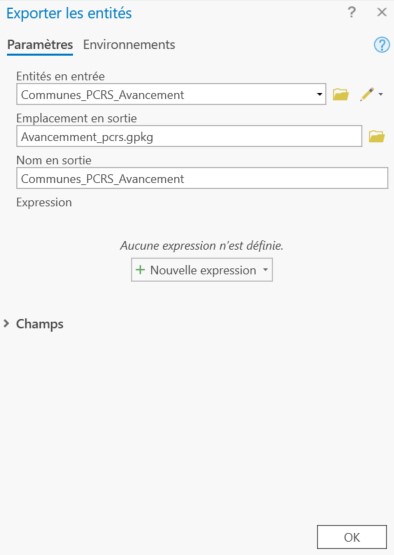 Exporter les entités
Paramètres Environnements
Entités en entrée
Communes_PCRS_Avancement
Emplacement en sortie
Avancemment_pcrs.gpkg
Nom en sortie
Communes_PCRS_Avancement
Expression
Aucune expression n'est définie.
+ Nouvelle expression
Champs
OK